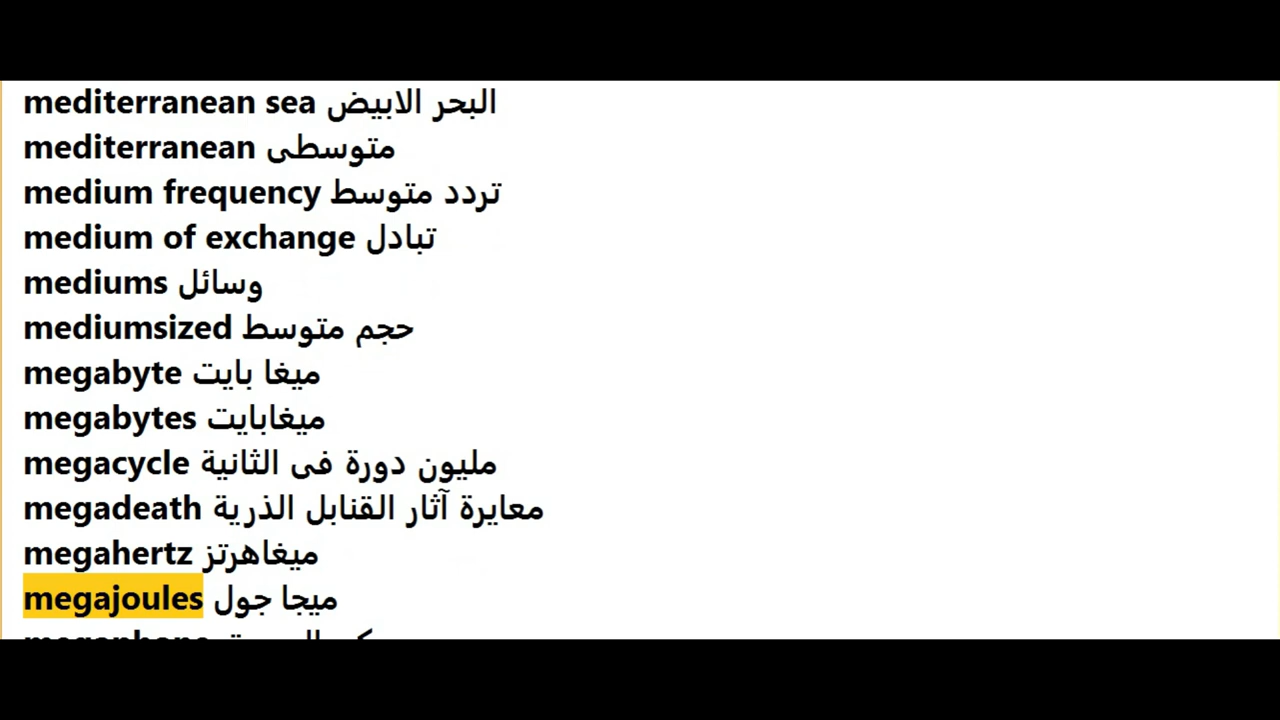 mediterranean sea البحر الابيض
mediterranean متوسطى
medium frequency تردد متوسط
medium of exchange تبادل
mediums وسائل
mediumsized حجم متوسط
megabyte ميغا بايت
megabytes ميغابايت
megacycle مليون دورة فى الثانية
megadeath معايرة آثار القنابل الذرية
megahertz ميغاهرتز
megajoules ميجا جول